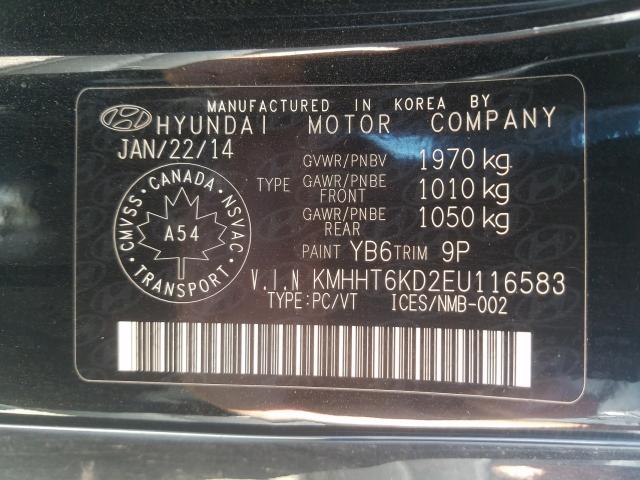 MANUFACTURED IN KOREA BY
HYUNDAI MOTOR COMPANY
JAN/22/14
GVWR/PNBV 1970 kg
TYPE GAWR/PNBE FRONT 1010 kg
GAWR/PNBE REAR 1050 kg
PAINT YB6 TRIM 9P
CMVSS · CANADA · NSVAC
TRANSPORT
A54
V.I.N KMHHT6KD2EU116583
TYPE:PC/VT ICES/NMB-002